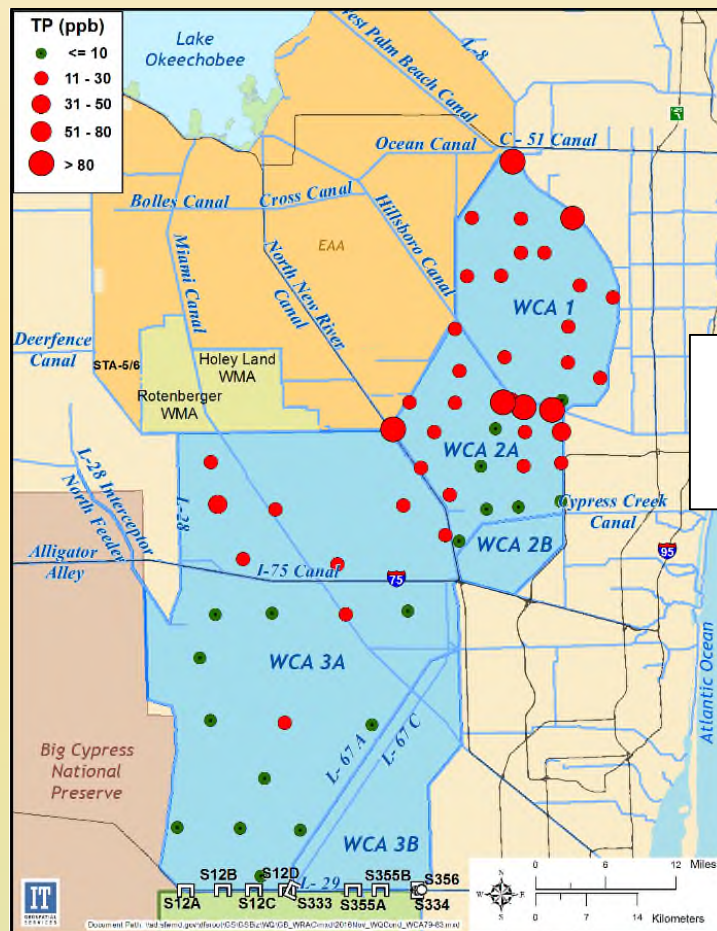 TP (ppb)
<= 10
11 - 30
31 - 50
51 - 80
> 80
Lake
Okeechobee
West Palm Beach Canal
L-8
Ocean Canal
C - 51 Canal
Bolles Canal
Cross Canal
Hillsboro Canal
Miami Canal
EAA
North New River
Canal
WCA 1
Deerfence
Canal
STA-5/6
Holey Land
WMA
Rotenberger
WMA
WCA 2A
L-28 Interceptor
North Feeder
L-28
Cypress Creek
Canal
WCA 2B
Alligator
Alley
I-75 Canal
75
95
WCA 3A
Atlantic Ocean
L- 67 A
L- 67 C
Big Cypress
National
Preserve
WCA 3B
S12B
S12D
L- 29
S355B
S356
S12A
S12C
S333
S355A
S334
IT
GEOSPATIAL
SERVICES
N
W
E
S
0 6 12
Miles
0 7 14
Kilometers